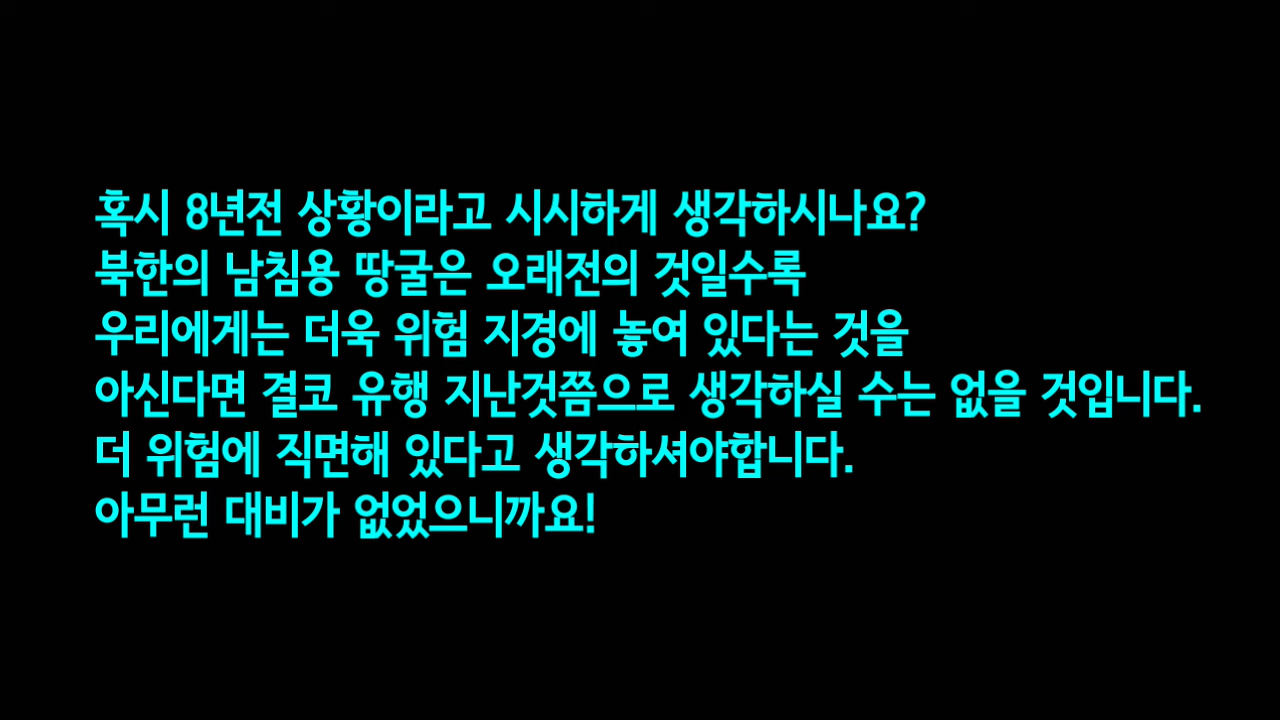 혹시 8년전 상황이라고 시시하게 생각하시나요?
북한의 남침용 땅굴은 오래전의 것일수록
우리에게는 더욱 위험 지경에 놓여 있다는 것을
아신다면 결코 유행 지난것쯤으로 생각하실 수는 없을 것입니다.
더 위험에 직면해 있다고 생각하셔야합니다.
아무런 대비가 없었으니까요!